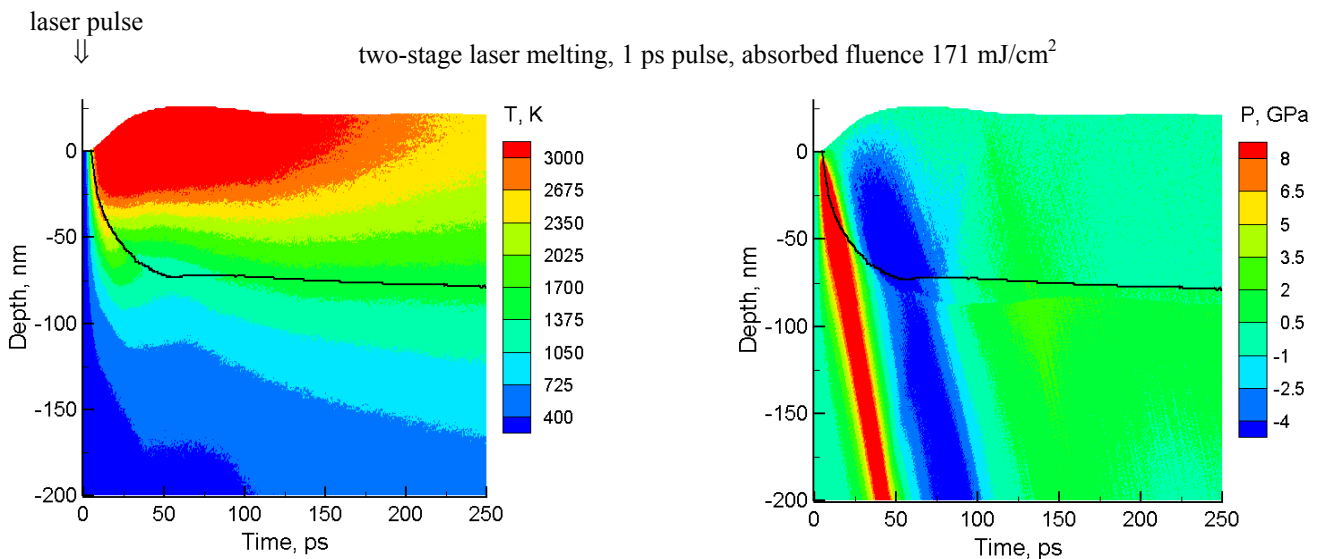 laser pulse
⇓
two-stage laser melting, 1 ps pulse, absorbed fluence 171 mJ/cm²
T, K
3000
2675
2350
2025
1700
1375
1050
725
400
Depth, nm
0
-50
-100
-150
-200
0 50 100 150 200 250
Time, ps
P, GPa
8
6.5
5
3.5
2
0.5
-1
-2.5
-4
Depth, nm
0
-50
-100
-150
-200
0 50 100 150 200 250
Time, ps